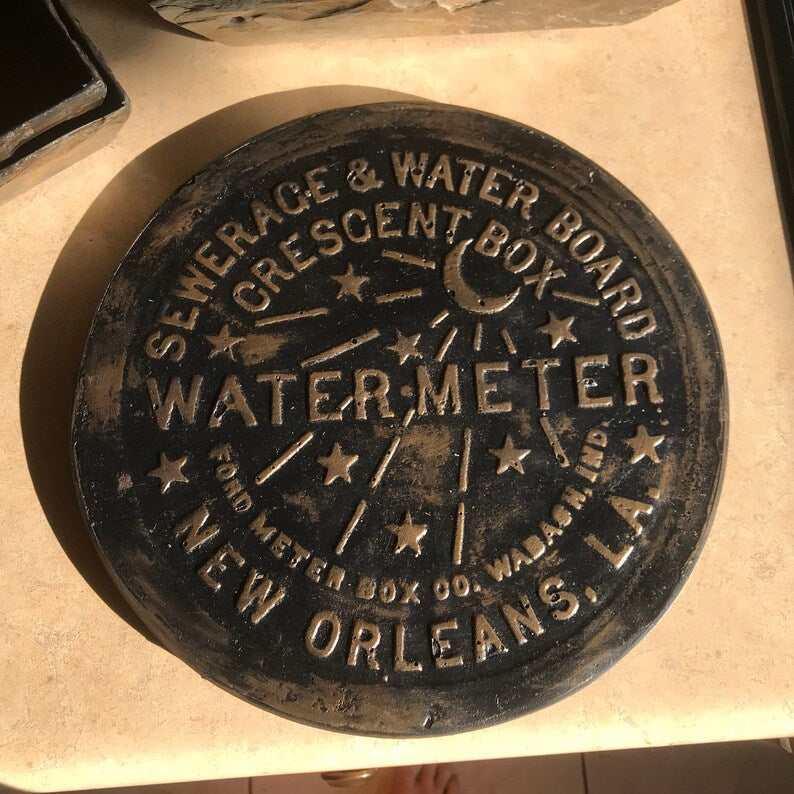 SEWERAGE & WATER BOARD
CRESCENT BOX
WATER·METER
FORD METER BOX CO. WABASH, IND.
NEW ORLEANS, LA.